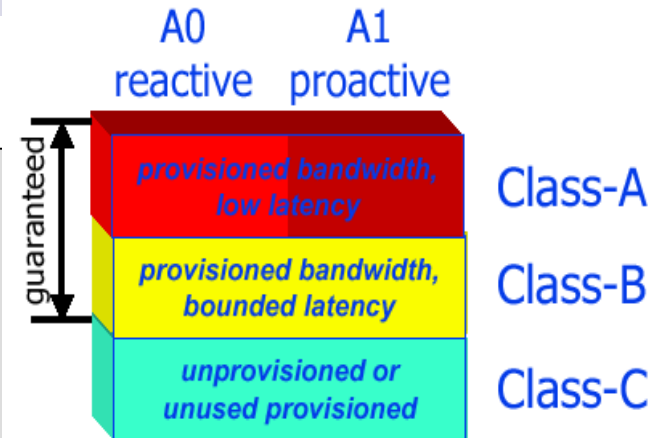 A0 A1
reactive proactive
guaranteed
provisioned bandwidth,
low latency
Class-A
provisioned bandwidth,
bounded latency
Class-B
unprovisioned or
unused provisioned
Class-C